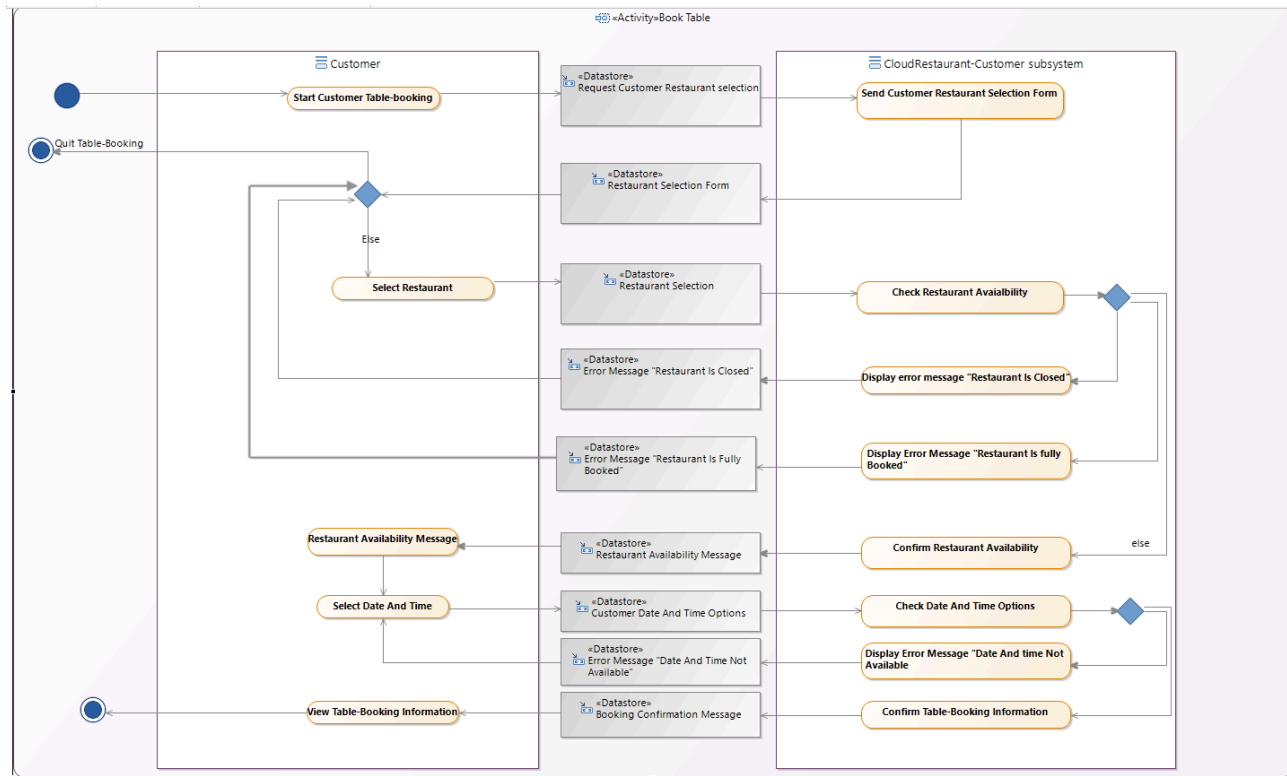 «Activity»Book Table
Customer
CloudRestaurant-Customer subsystem
Start Customer Table-booking
«Datastore»
Request Customer Restaurant selection
Send Customer Restaurant Selection Form
Quit Table-Booking
«Datastore»
Restaurant Selection Form
Else
Select Restaurant
«Datastore»
Restaurant Selection
Check Restaurant Avaialbility
«Datastore»
Error Message "Restaurant Is Closed"
Display error message "Restaurant Is Closed"
«Datastore»
Error Message "Restaurant Is Fully
Booked"
Display Error Message "Restaurant Is fully
Booked"
Restaurant Availability Message
«Datastore»
Restaurant Availability Message
Confirm Restaurant Availability
else
Select Date And Time
«Datastore»
Customer Date And Time Options
Check Date And Time Options
«Datastore»
Error Message "Date And Time Not
Available"
Display Error Message "Date And time Not
Available
View Table-Booking Information
«Datastore»
Booking Confirmation Message
Confirm Table-Booking Information